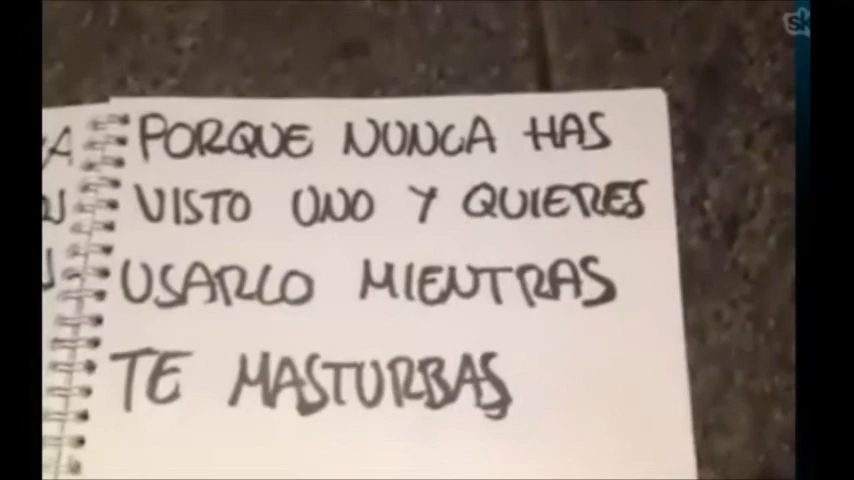 PORQUE NUNCA HAS
VISTO UNO Y QUIERES
USARLO MIENTRAS
TE MASTURBAS